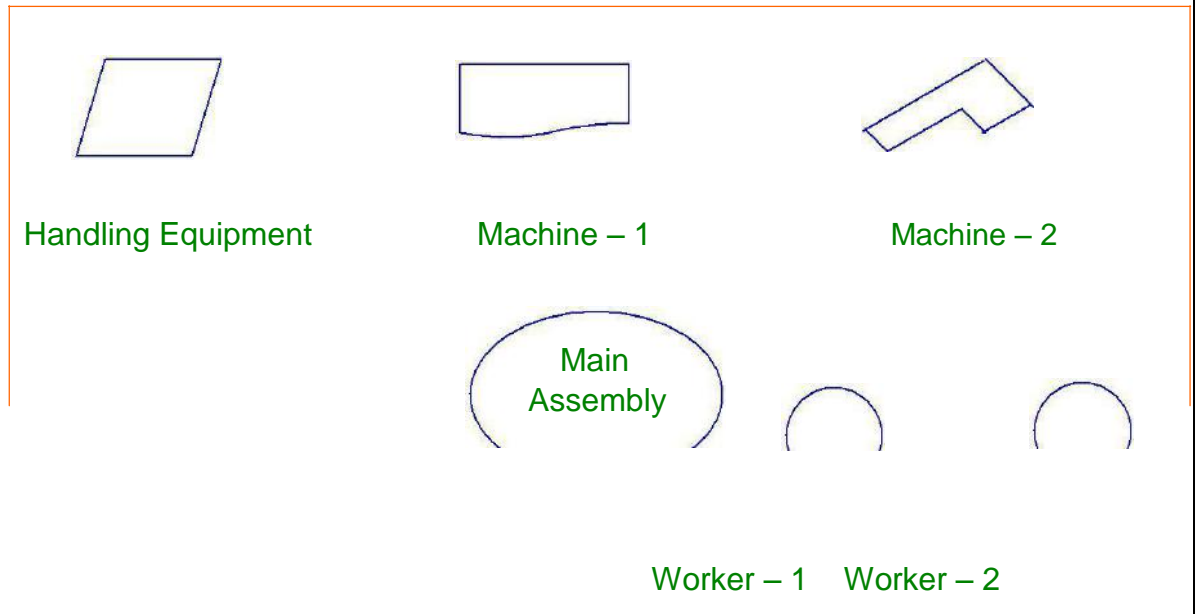 Handling Equipment
Machine – 1
Machine – 2
Main
Assembly
Worker – 1
Worker – 2